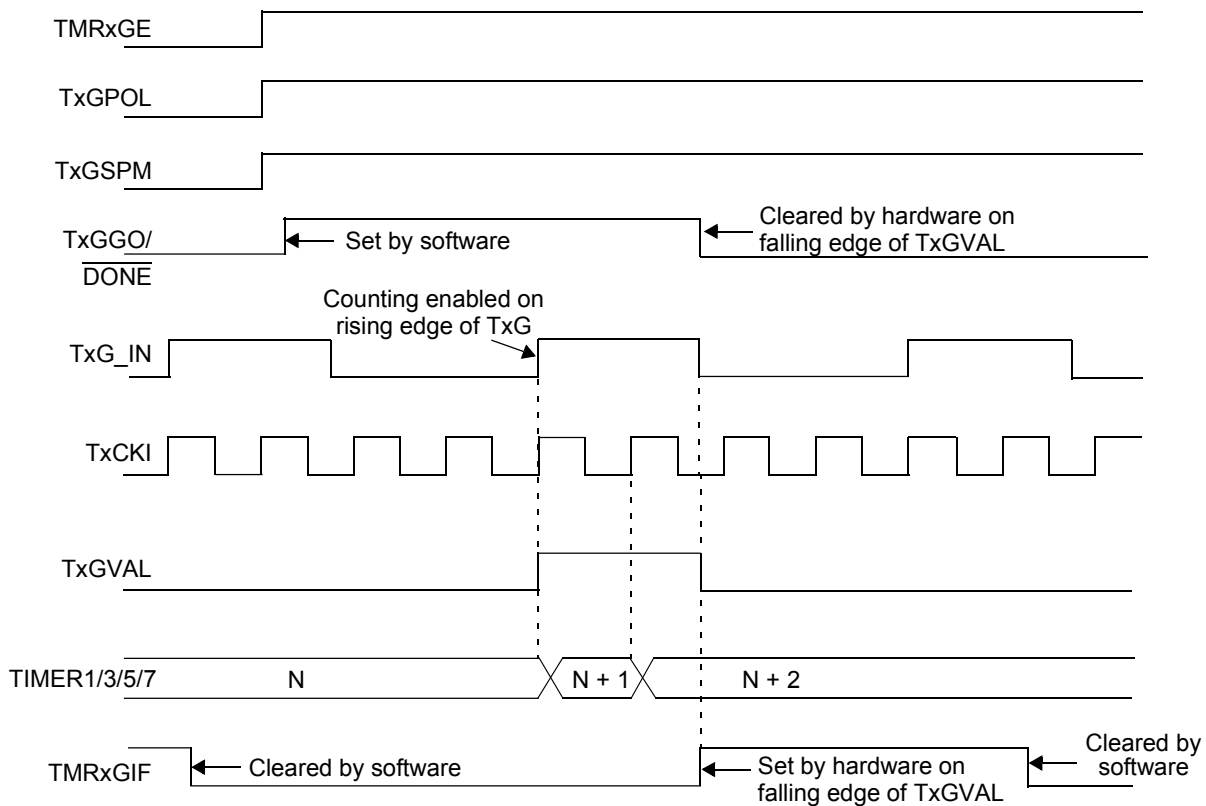 TMRxGE
TxGPOL
TxGSPM
TxGGO/
DONE
Set by software
Cleared by hardware on
falling edge of TxGVAL
Counting enabled on
rising edge of TxG
TxG_IN
TxCKI
TxGVAL
TIMER1/3/5/7
N
N + 1
N + 2
TMRxGIF
Cleared by software
Set by hardware on
falling edge of TxGVAL
Cleared by
software